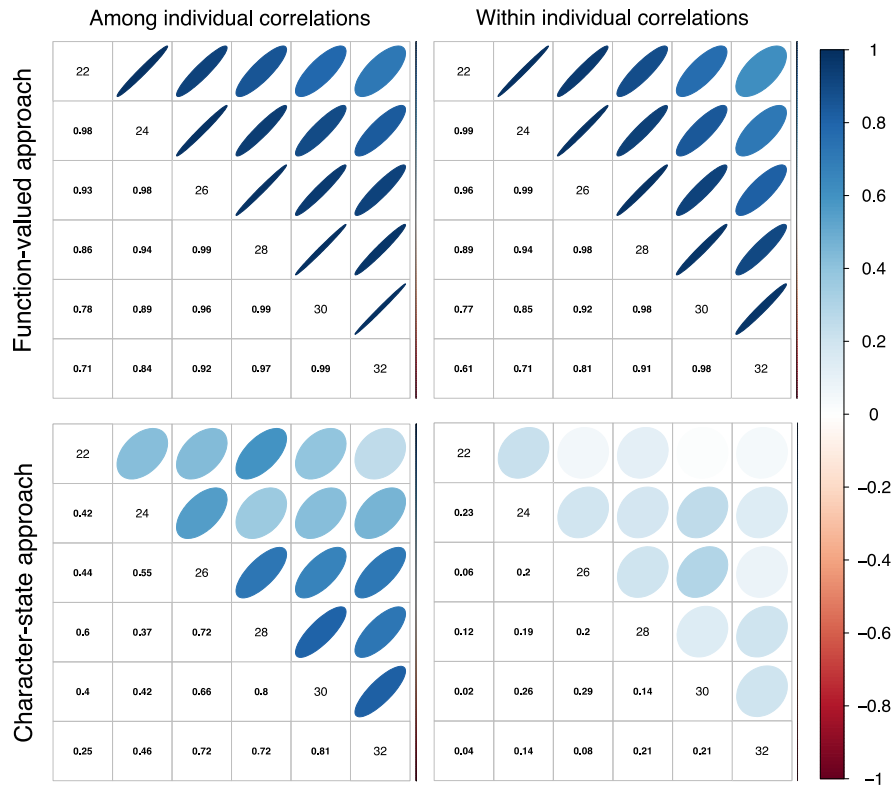 Among individual correlations
Within individual correlations
Function-valued approach
22
0.98 24
0.93 0.98 26
0.86 0.94 0.99 28
0.78 0.89 0.96 0.99 30
0.71 0.84 0.92 0.97 0.99 32
22
0.99 24
0.96 0.99 26
0.89 0.94 0.98 28
0.77 0.85 0.92 0.98 30
0.61 0.71 0.81 0.91 0.98 32
Character-state approach
22
0.42 24
0.44 0.55 26
0.6 0.37 0.72 28
0.4 0.42 0.66 0.8 30
0.25 0.46 0.72 0.72 0.81 32
22
0.23 24
0.06 0.2 26
0.12 0.19 0.2 28
0.02 0.26 0.29 0.14 30
0.04 0.14 0.08 0.21 0.21 32
1
0.8
0.6
0.4
0.2
0
−0.2
−0.4
−0.6
−0.8
−1